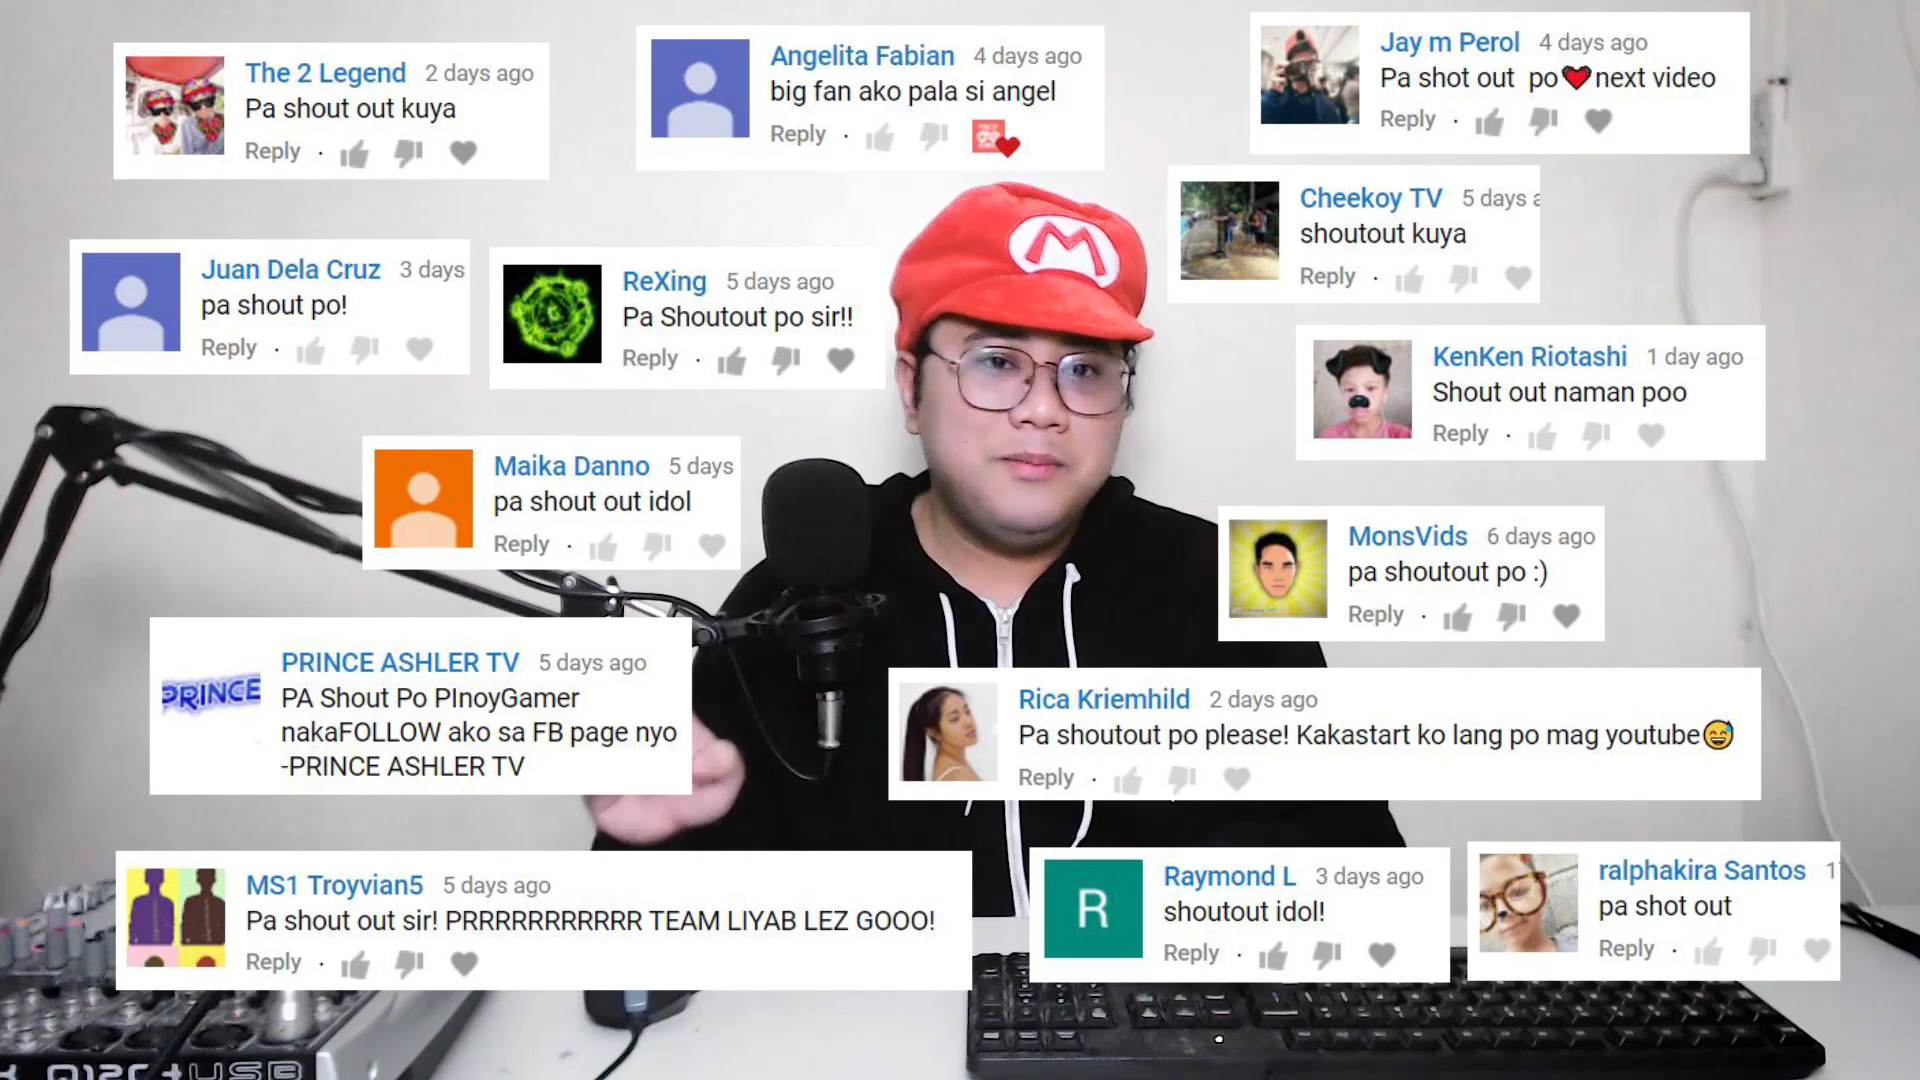 The 2 Legend 2 days ago
Pa shout out kuya
Reply
Angelita Fabian 4 days ago
big fan ako pala si angel
Reply
Jay m Perol 4 days ago
Pa shot out po❤️next video
Reply
Cheekoy TV 5 days a
shoutout kuya
Reply
Juan Dela Cruz 3 days
pa shout po!
Reply
ReXing 5 days ago
Pa Shoutout po sir!!
Reply
M
KenKen Riotashi 1 day ago
Shout out naman poo
Reply
Maika Danno 5 days
pa shout out idol
Reply
MonsVids 6 days ago
pa shoutout po :)
Reply
PRINCE
PRINCE ASHLER TV 5 days ago
PA Shout Po PInoyGamer
nakaFOLLOW ako sa FB page nyo
-PRINCE ASHLER TV
Rica Kriemhild 2 days ago
Pa shoutout po please! Kakastart ko lang po mag youtube😅
Reply
MS1 Troyvian5 5 days ago
Pa shout out sir! PRRRRRRRRRRR TEAM LIYAB LEZ GOOO!
Reply
R
Raymond L 3 days ago
shoutout idol!
Reply
ralphakira Santos 1
pa shot out
Reply